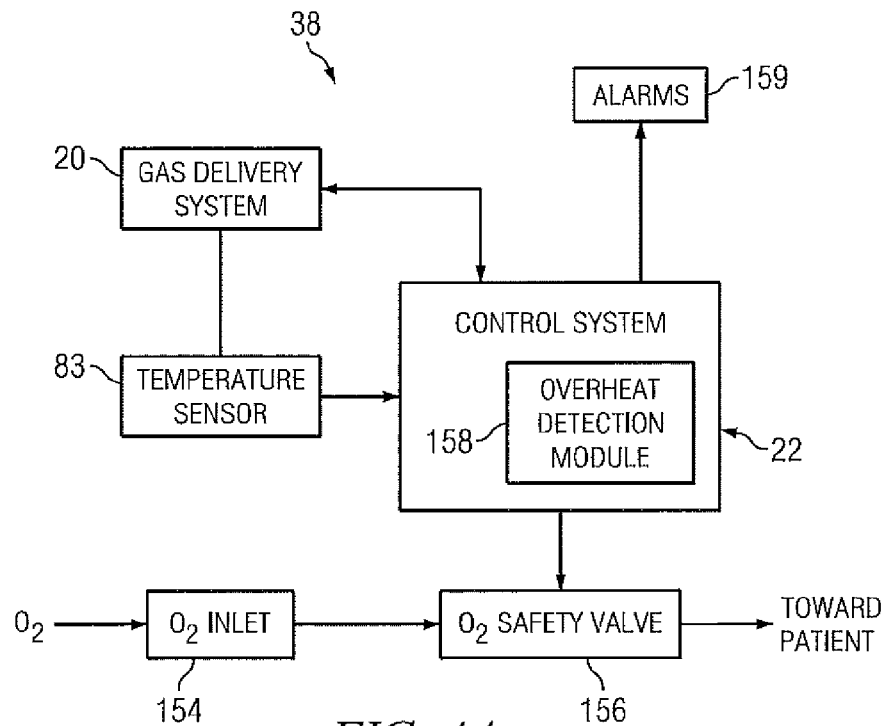 38
ALARMS
159
20
GAS DELIVERY
SYSTEM
CONTROL SYSTEM
83
TEMPERATURE
SENSOR
OVERHEAT
DETECTION
MODULE
158
22
O₂
O₂ INLET
O₂ SAFETY VALVE
TOWARD
PATIENT
154
156